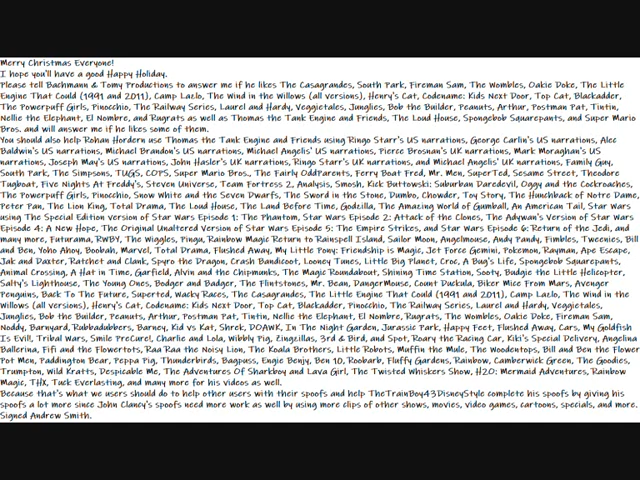 Merry Christmas Everyone!
I hope you'll have a good Happy Holiday.
Please tell Bachmann & Tomy Productions to answer me if he likes The Casagrandes, South Park, Fireman Sam, The Wombles, Oakie Doke, The Little
Engine That Could (1991 and 2011), Camp Lazlo, The Wind in the Willows (all versions), Henry's Cat, Codename: Kids Next Door, Top Cat, Blackadder,
The Powerpuff Girls, Pinocchio, The Railway Series, Laurel and Hardy, Veggietales, Junglies, Bob the Builder, Peanuts, Arthur, Postman Pat, Tintin,
Nellie the Elephant, El Nombre, and Rugrats as well as Thomas the Tank Engine and Friends, The Loud House, Spongebob Squarepants, and Super Mario
Bros. and will answer me if he likes some of them.
You should also help Rohan Hordern use Thomas the Tank Engine and Friends using Ringo Starr's US narrations, George Carlin's US narrations, Alec
Baldwin's US narrations, Michael Brandon's US narrations, Michael Angelis' US narrations, Pierce Brosnan's UK narrations, Mark Moraghan's US
narrations, Joseph May's US narrations, John Hasler's UK narrations, Ringo Starr's UK narrations, and Michael Angelis' UK narrations, Family Guy,
South Park, The Simpsons, TUGS, COPS, Super Mario Bros., The Fairly OddParents, Ferry Boat Fred, Mr. Men, SuperTed, Sesame Street, Theodore
Tugboat, Five Nights At Freddy's, Steven Universe, Team Fortress 2, Analysis, Smosh, Kick Buttowski: Suburban Daredevil, Oggy and the Cockroaches,
The Powerpuff Girls, Pinocchio, Snow White and the Seven Dwarfs, The Sword in the Stone, Dumbo, Chowder, Toy Story, The Hunchback of Notre Dame,
Peter Pan, The Lion King, Total Drama, The Loud House, The Land Before Time, Godzilla, The Amazing World of Gumball, An American Tail, Star Wars
using The Special Edition version of Star Wars Episode 1: The Phantom, Star Wars Episode 2: Attack of the Clones, The Adywan's Version of Star Wars
Episode 4: A New Hope, The Original Unaltered Version of Star Wars Episode 5: The Empire Strikes, and Star Wars Episode 6: Return of the Jedi, and
many more, Futurama, RWBY, The Wiggles, Pingu, Rainbow Magic Return to Rainspell Island, Sailor Moon, Angelmouse, Andy Pandy, Fimbles, Tweenies, Bill
and Ben, Yoho Ahoy, Boobah, Marvel, Total Drama, Flushed Away, My Little Pony: Friendship is Magic, Jet Force Gemini, Pokemon, Rayman, Ape Escape,
Jak and Daxter, Ratchet and Clank, Spyro the Dragon, Crash Bandicoot, Looney Tunes, Little Big Planet, Croc, A Bug's Life, Spongebob Squarepants,
Animal Crossing, A Hat in Time, Garfield, Alvin and the Chipmunks, The Magic Roundabout, Shining Time Station, Sooty, Budgie the Little Helicopter,
Salty's Lighthouse, The Young Ones, Bodger and Badger, The Flintstones, Mr. Bean, DangerMouse, Count Duckula, Biker Mice From Mars, Avenger
Penguins, Back To the Future, Superted, Wacky Races, The Casagrandes, The Little Engine That Could (1991 and 2011), Camp Lazlo, The Wind in the
Willows (all versions), Henry's Cat, Codename: Kids Next Door, Top Cat, Blackadder, Pinocchio, The Railway Series, Laurel and Hardy, Veggietales,
Junglies, Bob the Builder, Peanuts, Arthur, Postman Pat, Tintin, Nellie the Elephant, El Nombre, Rugrats, The Wombles, Oakie Doke, Fireman Sam,
Noddy, Barnyard, Rubbadubbers, Barney, Kid vs Kat, Shrek, DOAWK, In The Night Garden, Jurassic Park, Happy Feet, Flushed Away, Cars, My Goldfish
Is Evil!, Tribal Wars, Smile PreCure!, Charlie and Lola, Wibbly Pig, Zingzillas, 3rd & Bird, and Spot, Roary the Racing Car, Kiki's Special Delivery, Angelina
Ballerina, Fifi and the Flowertots, Raa Raa the Noisy Lion, The Koala Brothers, Little Robots, Muffin the Mule, The Woodentops, Bill and Ben the Flower
Pot Men, Paddington Bear, Peppa Pig, Thunderbirds, Bagpuss, Engie Benjy, Ben 10, Roobark, Fluffy Gardens, Rainbow, Camberwick Green, The Goodies,
Trumpton, Wild Kratts, Despicable Me, The Adventures Of Sharkboy and Lava Girl, The Twisted Whiskers Show, H2O: Mermaid Adventures, Rainbow
Magic, THX, Tuck Everlasting, and many more for his videos as well.
Because that's what we users should do to help other users with their spoofs and help TheTrainBoy43DisneyStyle complete his spoofs by giving his
spoofs a lot more since John Clancy's spoofs need more work as well by using more clips of other shows, movies, video games, cartoons, specials, and more.
Signed Andrew Smith.